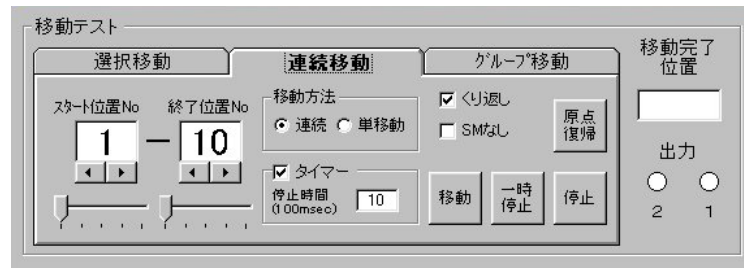 移動テスト
選択移動
連続移動
グループ移動
スタート位置No
終了位置No
1
－
10
移動方法
連続
単移動
タイマー
停止時間
(100msec)
10
くり返し
SMなし
原点
復帰
移動
一時
停止
停止
移動完了
位置
出力
2
1